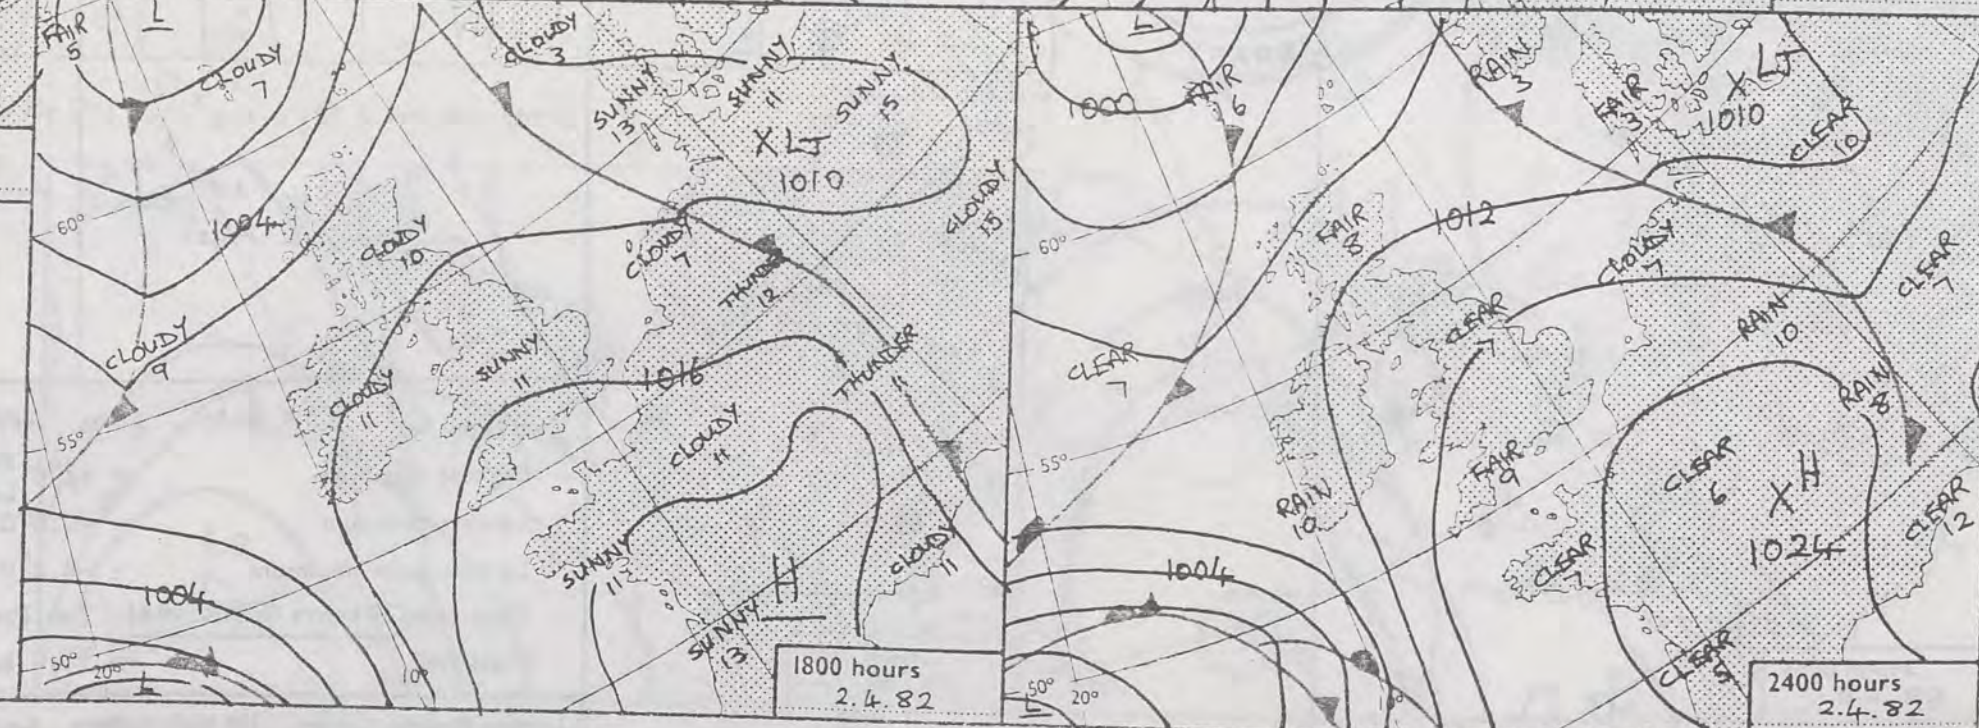 L
FAIR
5
CLOUDY
7
CLOUDY
3
SUNNY
13
SUNNY
11
SUNNY
15
X LJ
1010
CLOUDY
15
60°
1004
CLOUDY
10
CLOUDY
7
THUNDER
12
CLOUDY
9
CLOUDY
11
SUNNY
11
1016
THUNDER
11
55°
CLOUDY
11
SUNNY
11
CLOUDY
11
H
SUNNY
13
1004
50°
20°
L
10°
1800 hours
2.4.82
L
1000
FAIR
6
RAIN
3
FAIR
3
X LJ
1010
CLEAR
10
60°
FAIR
8
1012
CLOUDY
7
CLEAR
7
CLEAR
7
CLEAR
7
RAIN
10
RAIN
8
55°
RAIN
10
FAIR
9
CLEAR
6
X H
1024
CLEAR
12
CLEAR
7
1004
CLEAR
50°
20°
L
2400 hours
2.4.82